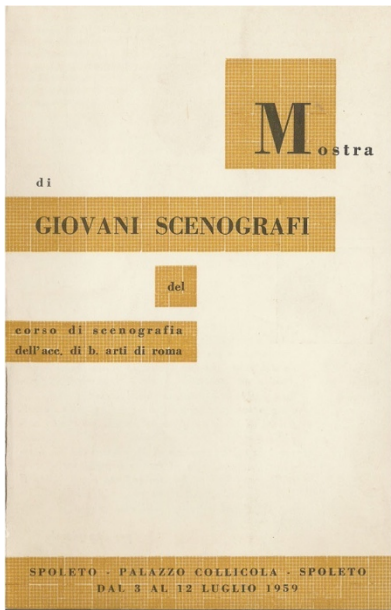 Mostra
di
GIOVANI SCENOGRAFI
del
corso di scenografia
dell'acc. di b. arti di roma
SPOLETO - PALAZZO COLLICOLA - SPOLETO
DAL 3 AL 12 LUGLIO 1959